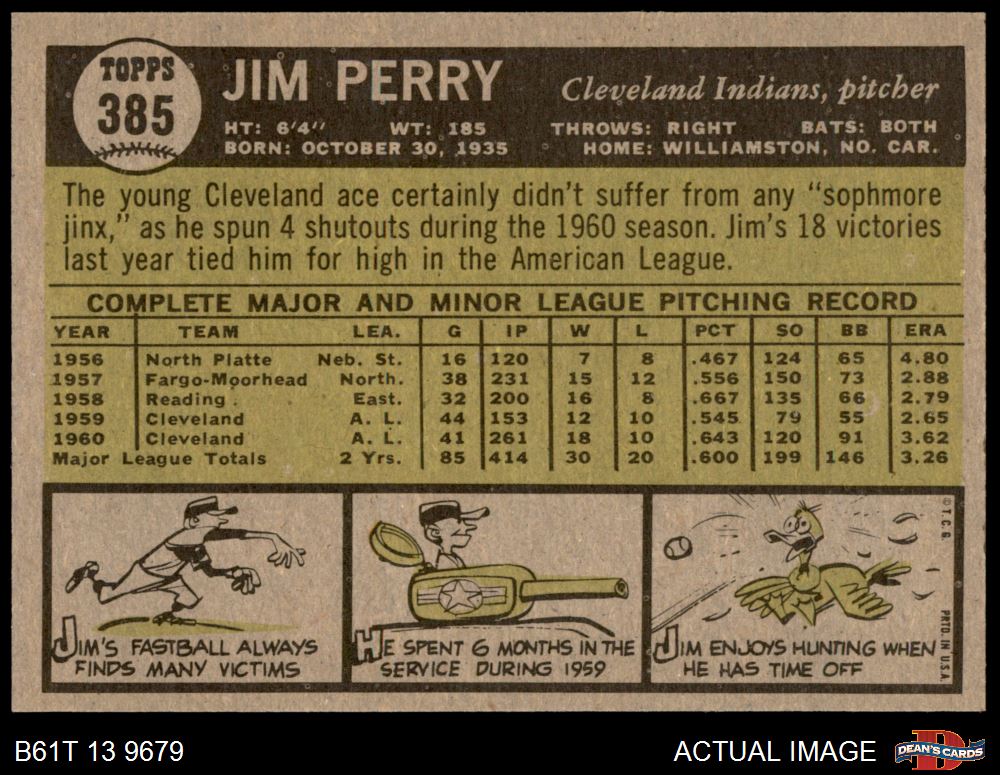 TOPPS
385
JIM PERRY
Cleveland Indians, pitcher
HT: 6'4" WT: 185 THROWS: RIGHT BATS: BOTH
BORN: OCTOBER 30, 1935 HOME: WILLIAMSTON, NO. CAR.
The young Cleveland ace certainly didn't suffer from any "sophmore
jinx," as he spun 4 shutouts during the 1960 season. Jim's 18 victories
last year tied him for high in the American League.
COMPLETE MAJOR AND MINOR LEAGUE PITCHING RECORD
YEAR TEAM LEA. G IP W L PCT SO BB ERA
1956 North Platte Neb. St. 16 120 7 8 .467 124 65 4.80
1957 Fargo-Moorhead North. 38 231 15 12 .556 150 73 2.88
1958 Reading East. 32 200 16 8 .667 135 66 2.79
1959 Cleveland A. L. 44 153 12 10 .545 79 55 2.65
1960 Cleveland A. L. 41 261 18 10 .643 120 91 3.62
Major League Totals 2 Yrs. 85 414 30 20 .600 199 146 3.26
JIM'S FASTBALL ALWAYS
FINDS MANY VICTIMS
HE SPENT 6 MONTHS IN THE
SERVICE DURING 1959
JIM ENJOYS HUNTING WHEN
HE HAS TIME OFF
© T. C. G. PRTD. IN U.S.A.
B61T 13 9679
ACTUAL IMAGE
DEAN'S CARDS